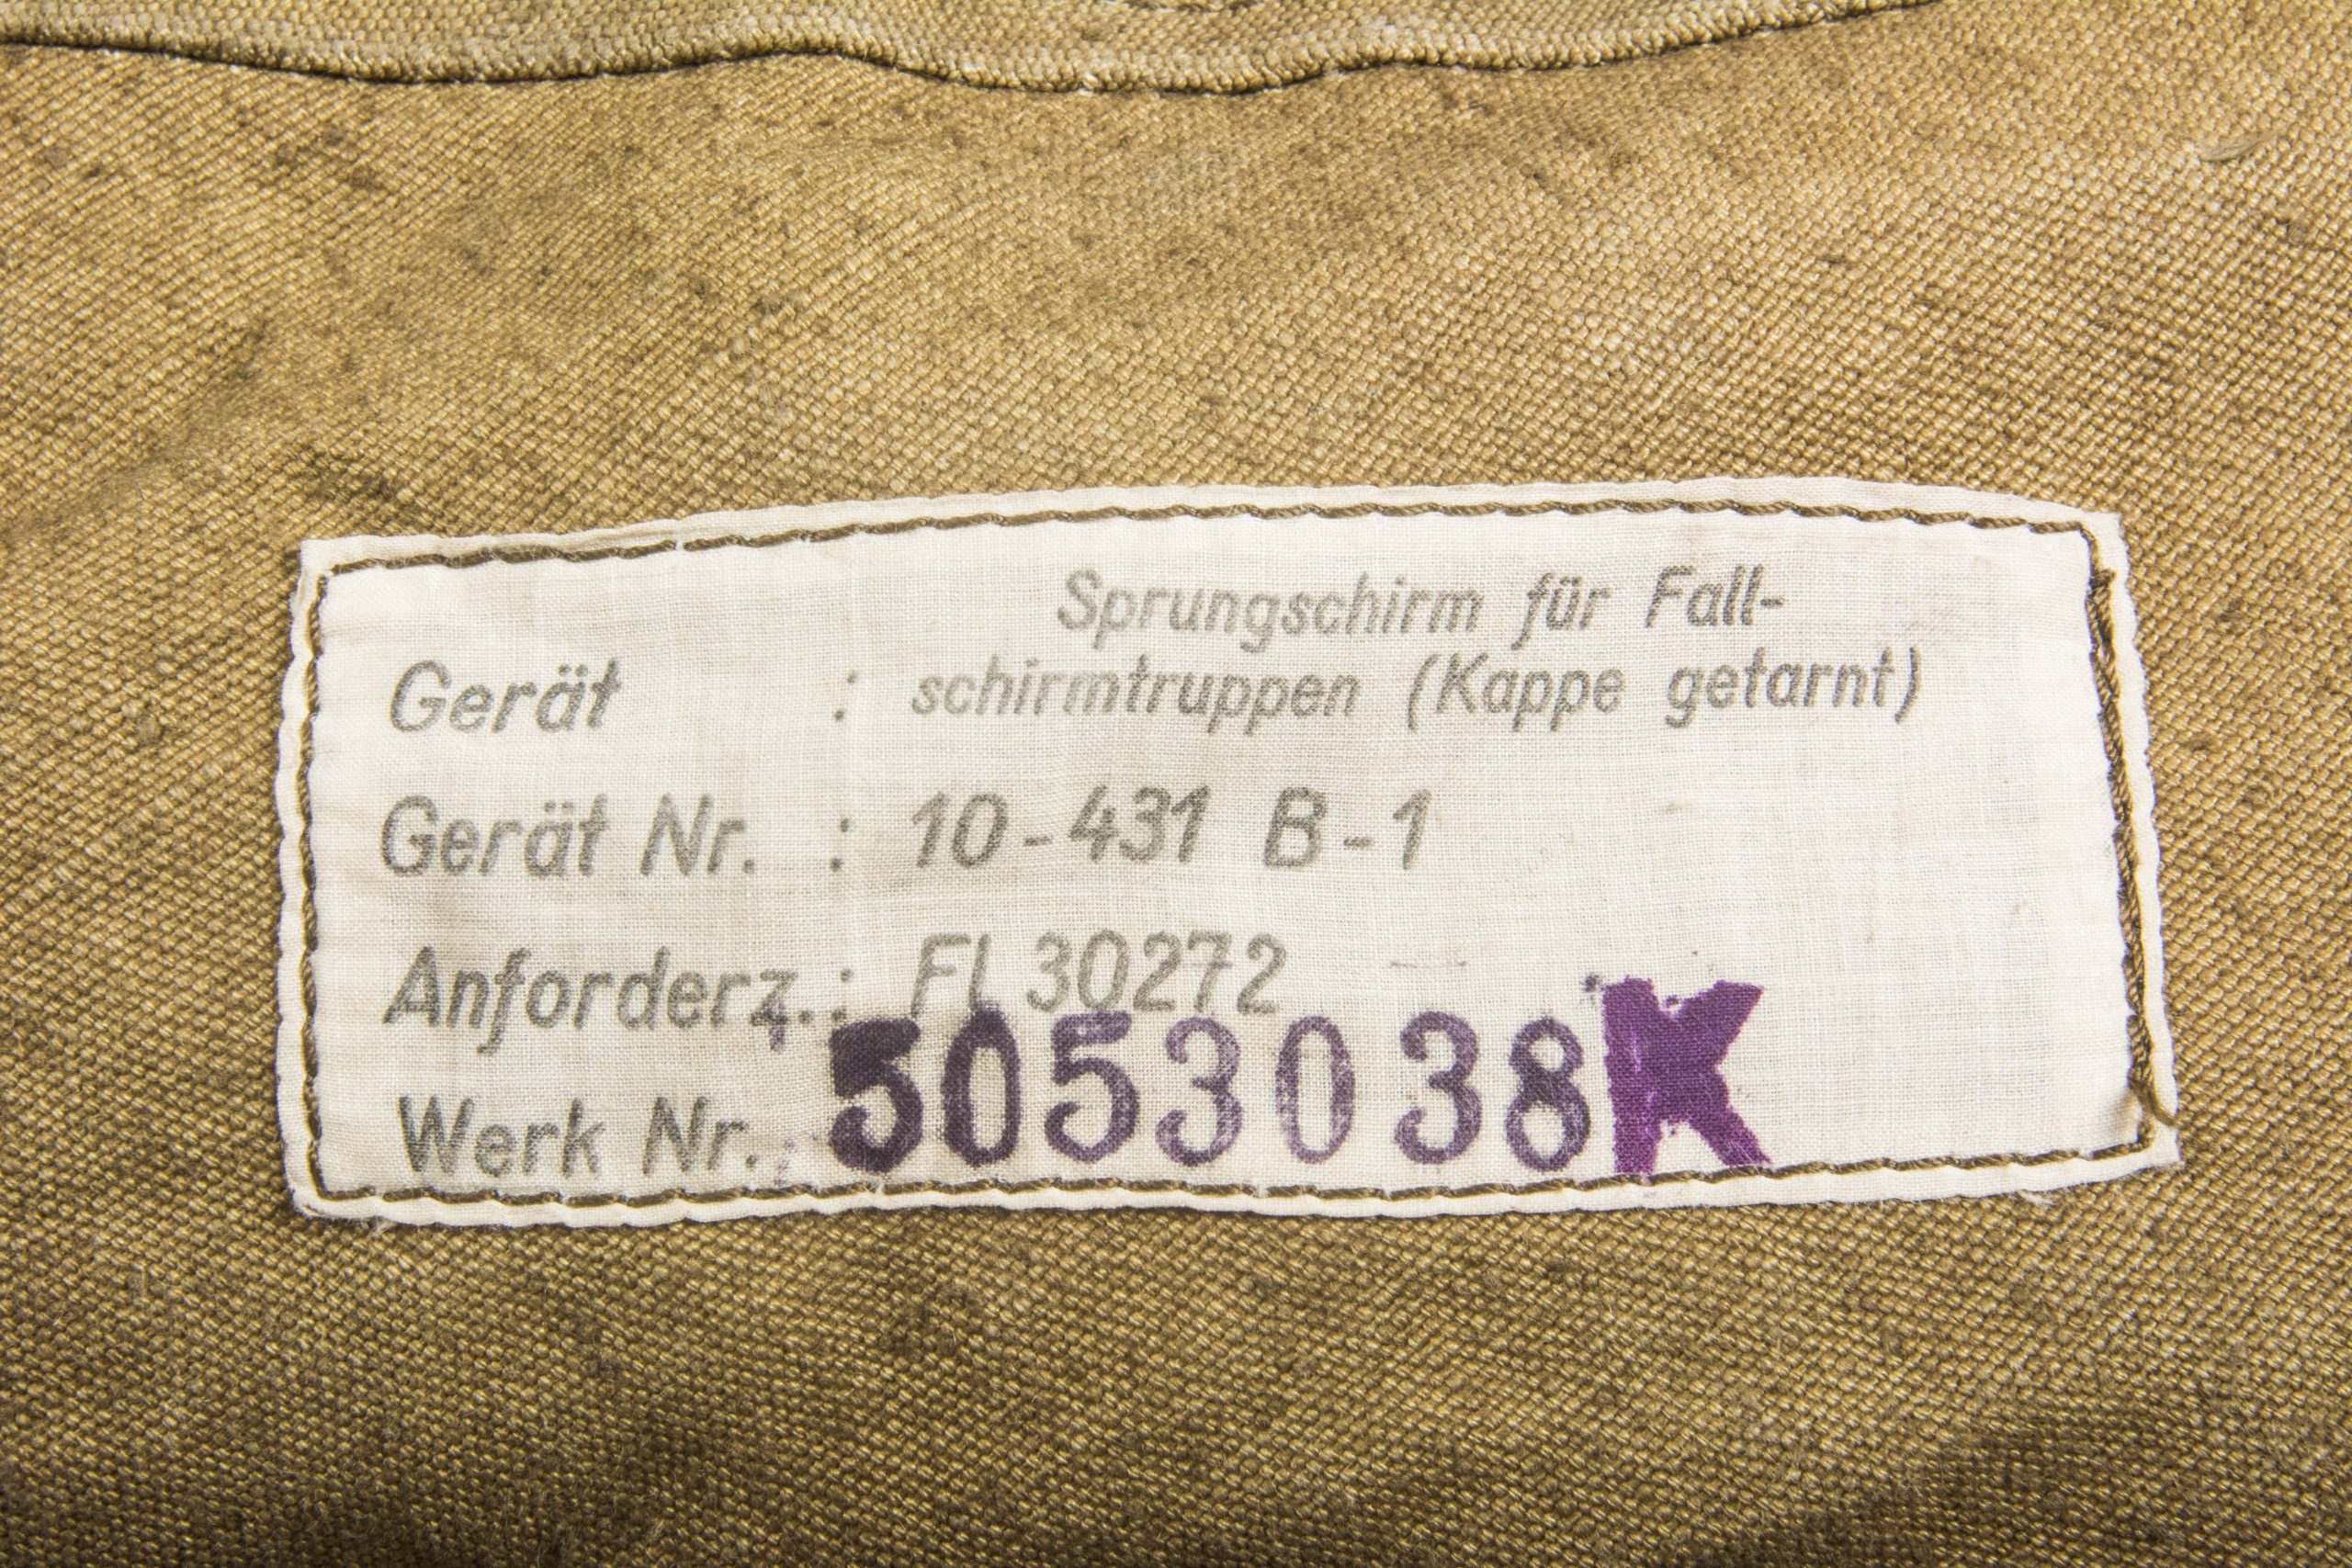 Sprungschirm für Fall-
Gerät : schirmtruppen (Kappe getarnt)
Gerät Nr. : 10-431 B-1
Anforderz.: Fl 30272
Werk Nr. 5053038K